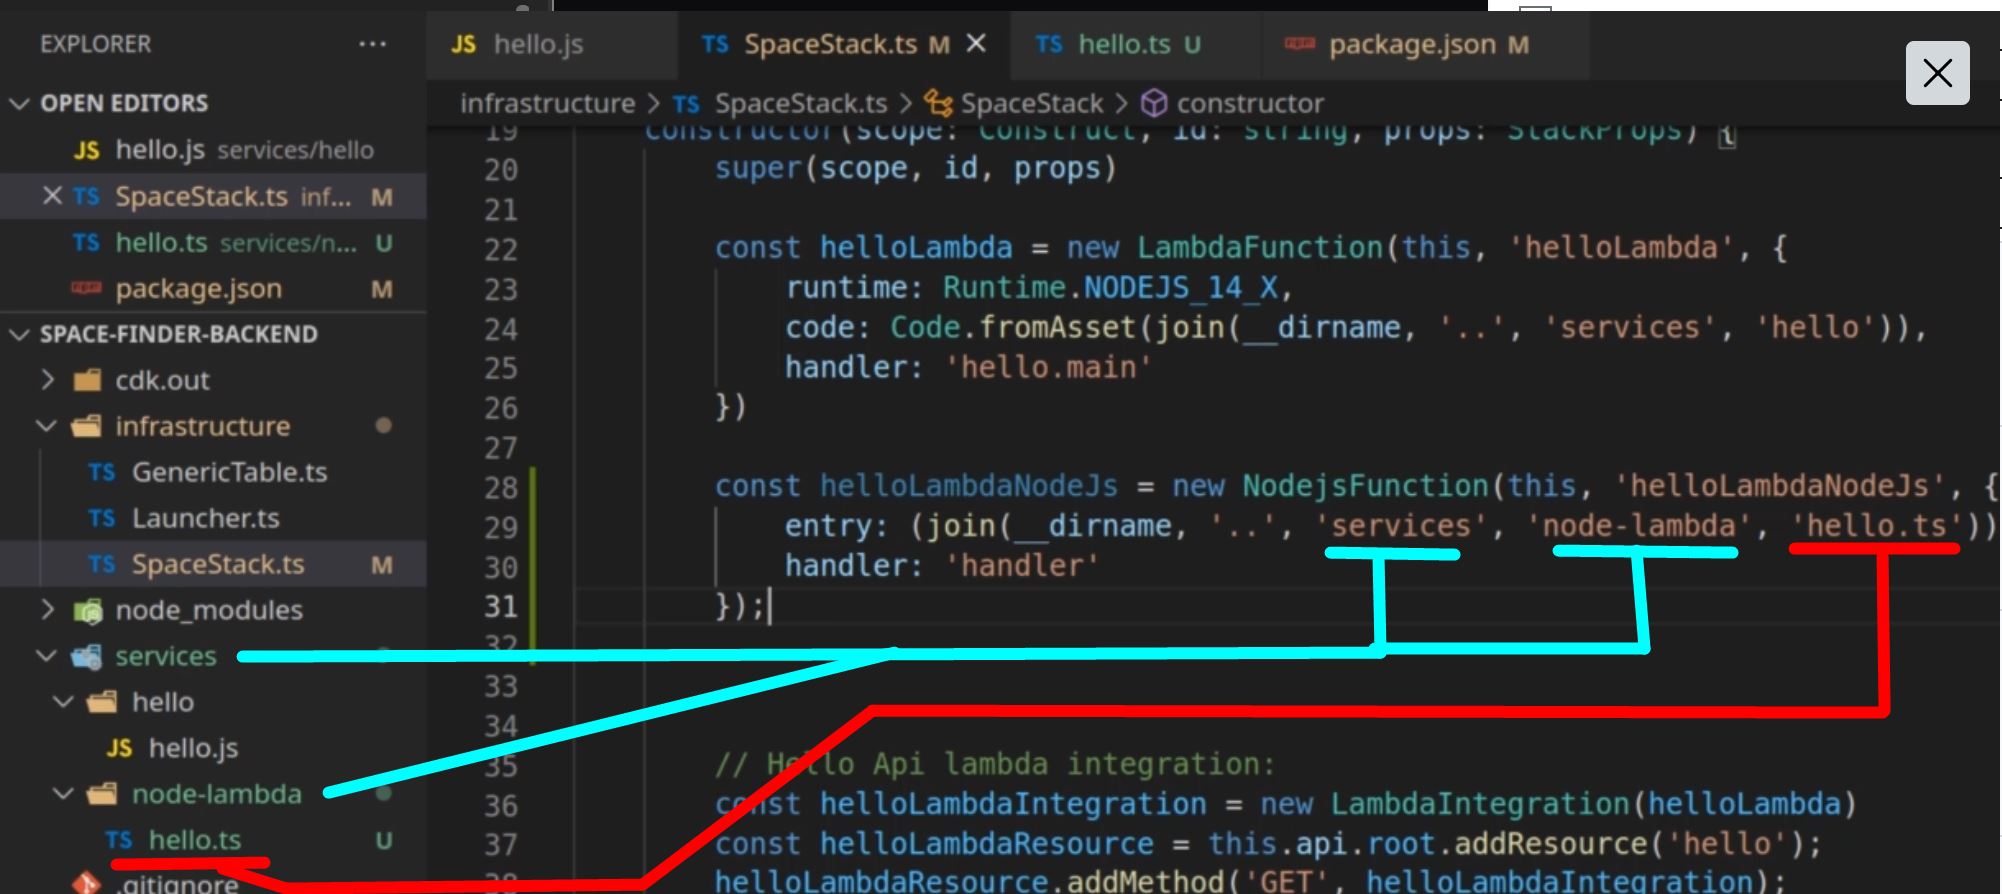 EXPLORER ...
OPEN EDITORS
JS hello.js services/hello
TS SpaceStack.ts inf... M
TS hello.ts services/n... U
package.json M
SPACE-FINDER-BACKEND
cdk.out
infrastructure
TS GenericTable.ts
TS Launcher.ts
TS SpaceStack.ts M
node_modules
services
hello
JS hello.js
node-lambda
TS hello.ts U
.gitignore
JS hello.js TS SpaceStack.ts M TS hello.ts U package.json M
infrastructure > TS SpaceStack.ts > SpaceStack > constructor
19 constructor(scope: Construct, id: string, props: StackProps) {
20 super(scope, id, props)
21
22 const helloLambda = new LambdaFunction(this, 'helloLambda', {
23 runtime: Runtime.NODEJS_14_X,
24 code: Code.fromAsset(join(__dirname, '..', 'services', 'hello')),
25 handler: 'hello.main'
26 })
27
28 const helloLambdaNodeJs = new NodejsFunction(this, 'helloLambdaNodeJs', {
29 entry: (join(__dirname, '..', 'services', 'node-lambda', 'hello.ts'))
30 handler: 'handler'
31 });
32
33
34
35 // Hello Api lambda integration:
36 const helloLambdaIntegration = new LambdaIntegration(helloLambda)
37 const helloLambdaResource = this.api.root.addResource('hello');
38 helloLambdaResource.addMethod('GET', helloLambdaIntegration);